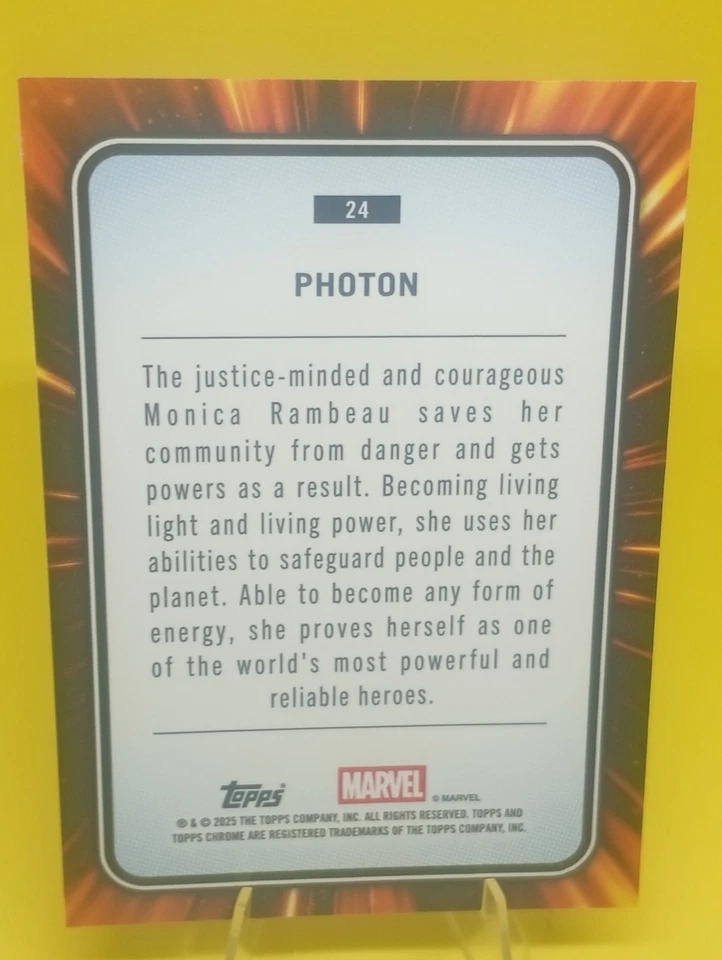 24
PHOTON
The justice-minded and courageous
Monica Rambeau saves her
community from danger and gets
powers as a result. Becoming living
light and living power, she uses her
abilities to safeguard people and the
planet. Able to become any form of
energy, she proves herself as one
of the world's most powerful and
reliable heroes.
topps®
MARVEL © MARVEL
® & © 2025 THE TOPPS COMPANY, INC. ALL RIGHTS RESERVED. TOPPS AND
TOPPS CHROME ARE REGISTERED TRADEMARKS OF THE TOPPS COMPANY, INC.